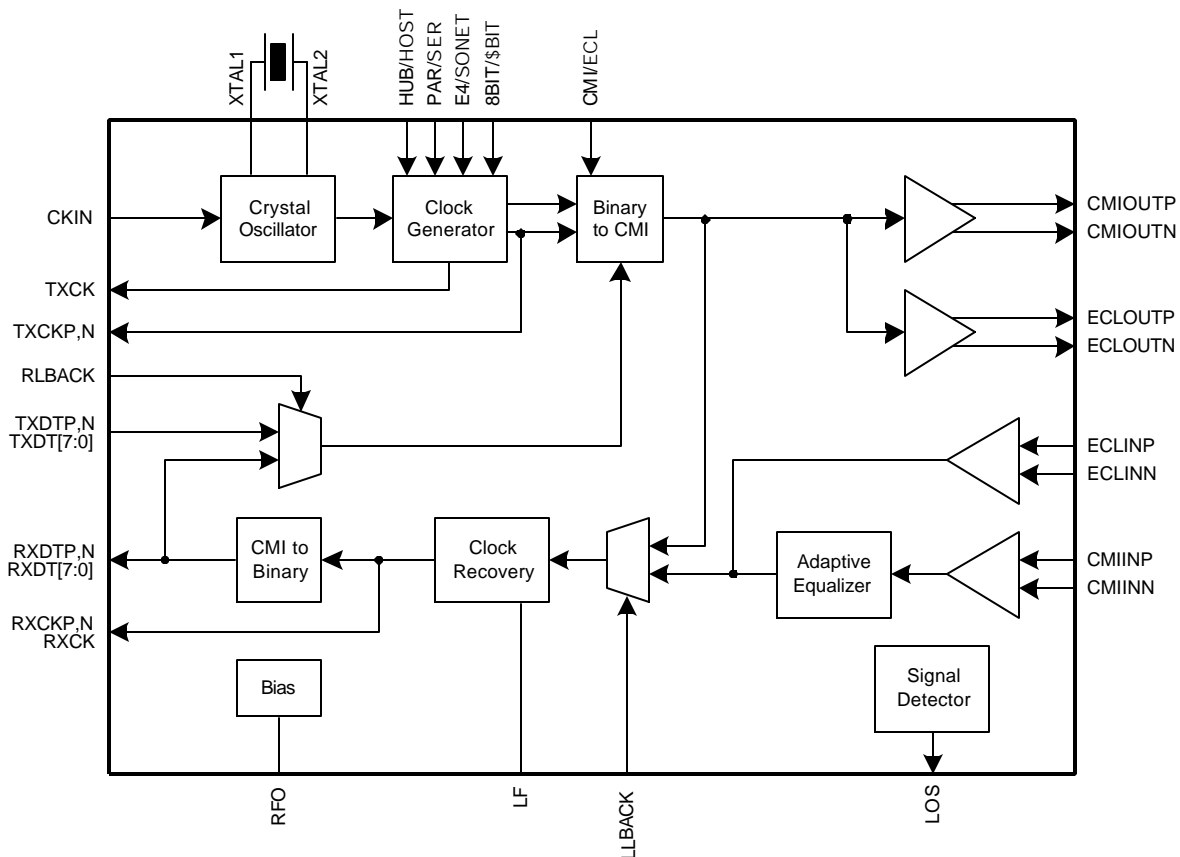 XTAL1
XTAL2
HUB/HOST
PAR/SER
E4/SONET
8BIT/$BIT
CMI/ECL
CKIN
Crystal
Oscillator
Clock
Generator
Binary
to CMI
CMIOUTP
CMIOUTN
TXCK
TXCKP,N
ECLOUTP
ECLOUTN
RLBACK
TXDTP,N
TXDT[7:0]
ECLINP
ECLINN
RXDTP,N
RXDT[7:0]
CMI to
Binary
Clock
Recovery
Adaptive
Equalizer
CMIINP
CMIINN
RXCKP,N
RXCK
Bias
Signal
Detector
RFO
LF
LLBACK
LOS